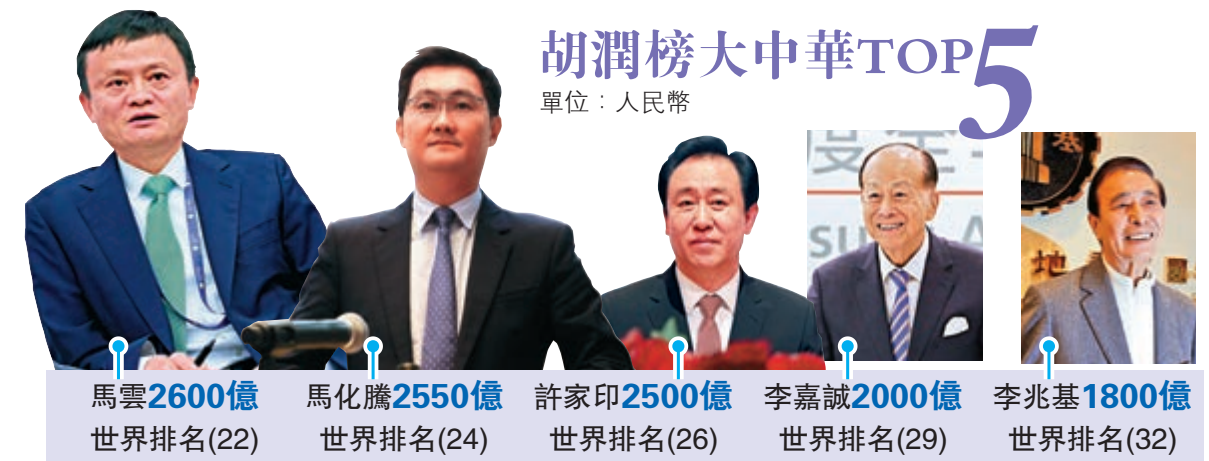 胡潤榜大中華TOP5
單位：人民幣
地
馬雲2600億
世界排名(22)
馬化騰2550億
世界排名(24)
許家印2500億
世界排名(26)
李嘉誠2000億
世界排名(29)
李兆基1800億
世界排名(32)